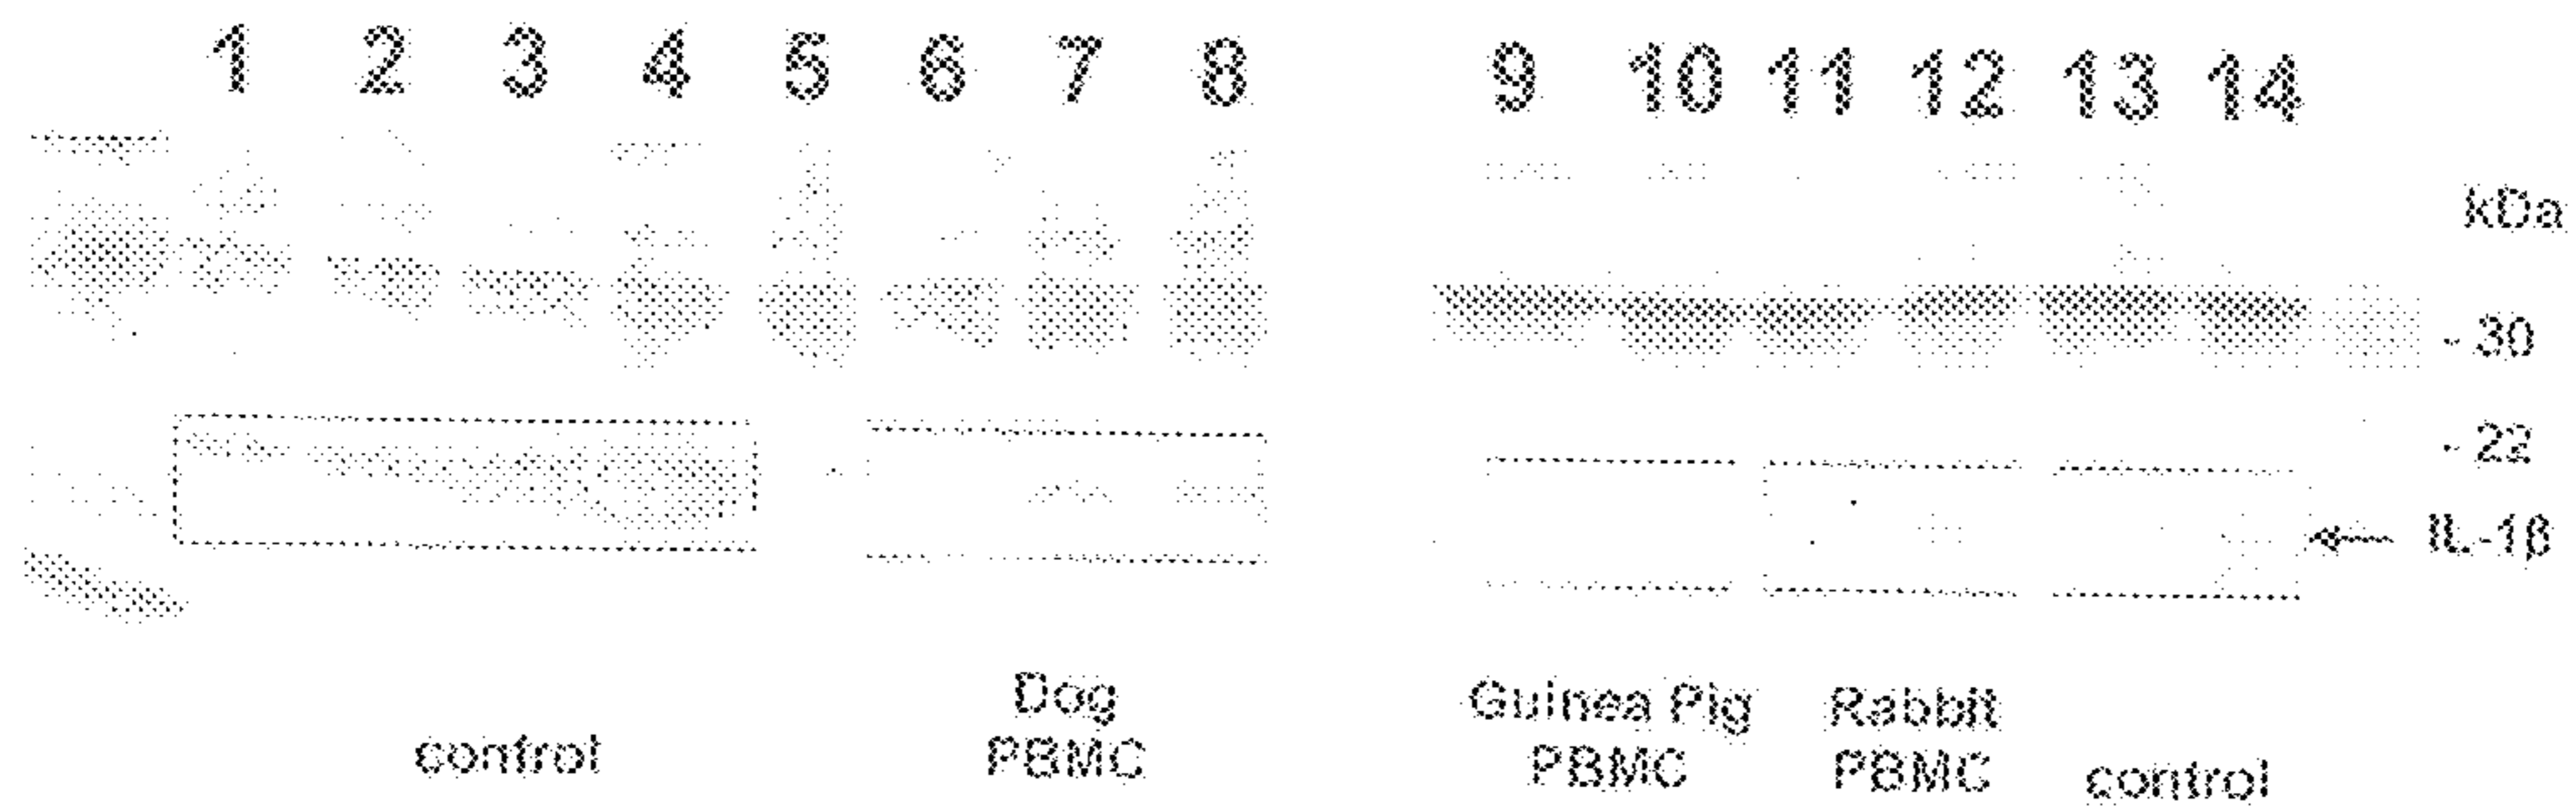 1 2 3 4 5 6 7 8 9 10 11 12 13 14
kDa
- 30
- 22
IL-1β
Dog
PBMC
Guinea Pig
PBMC
Rabbit
PBMC
control
control